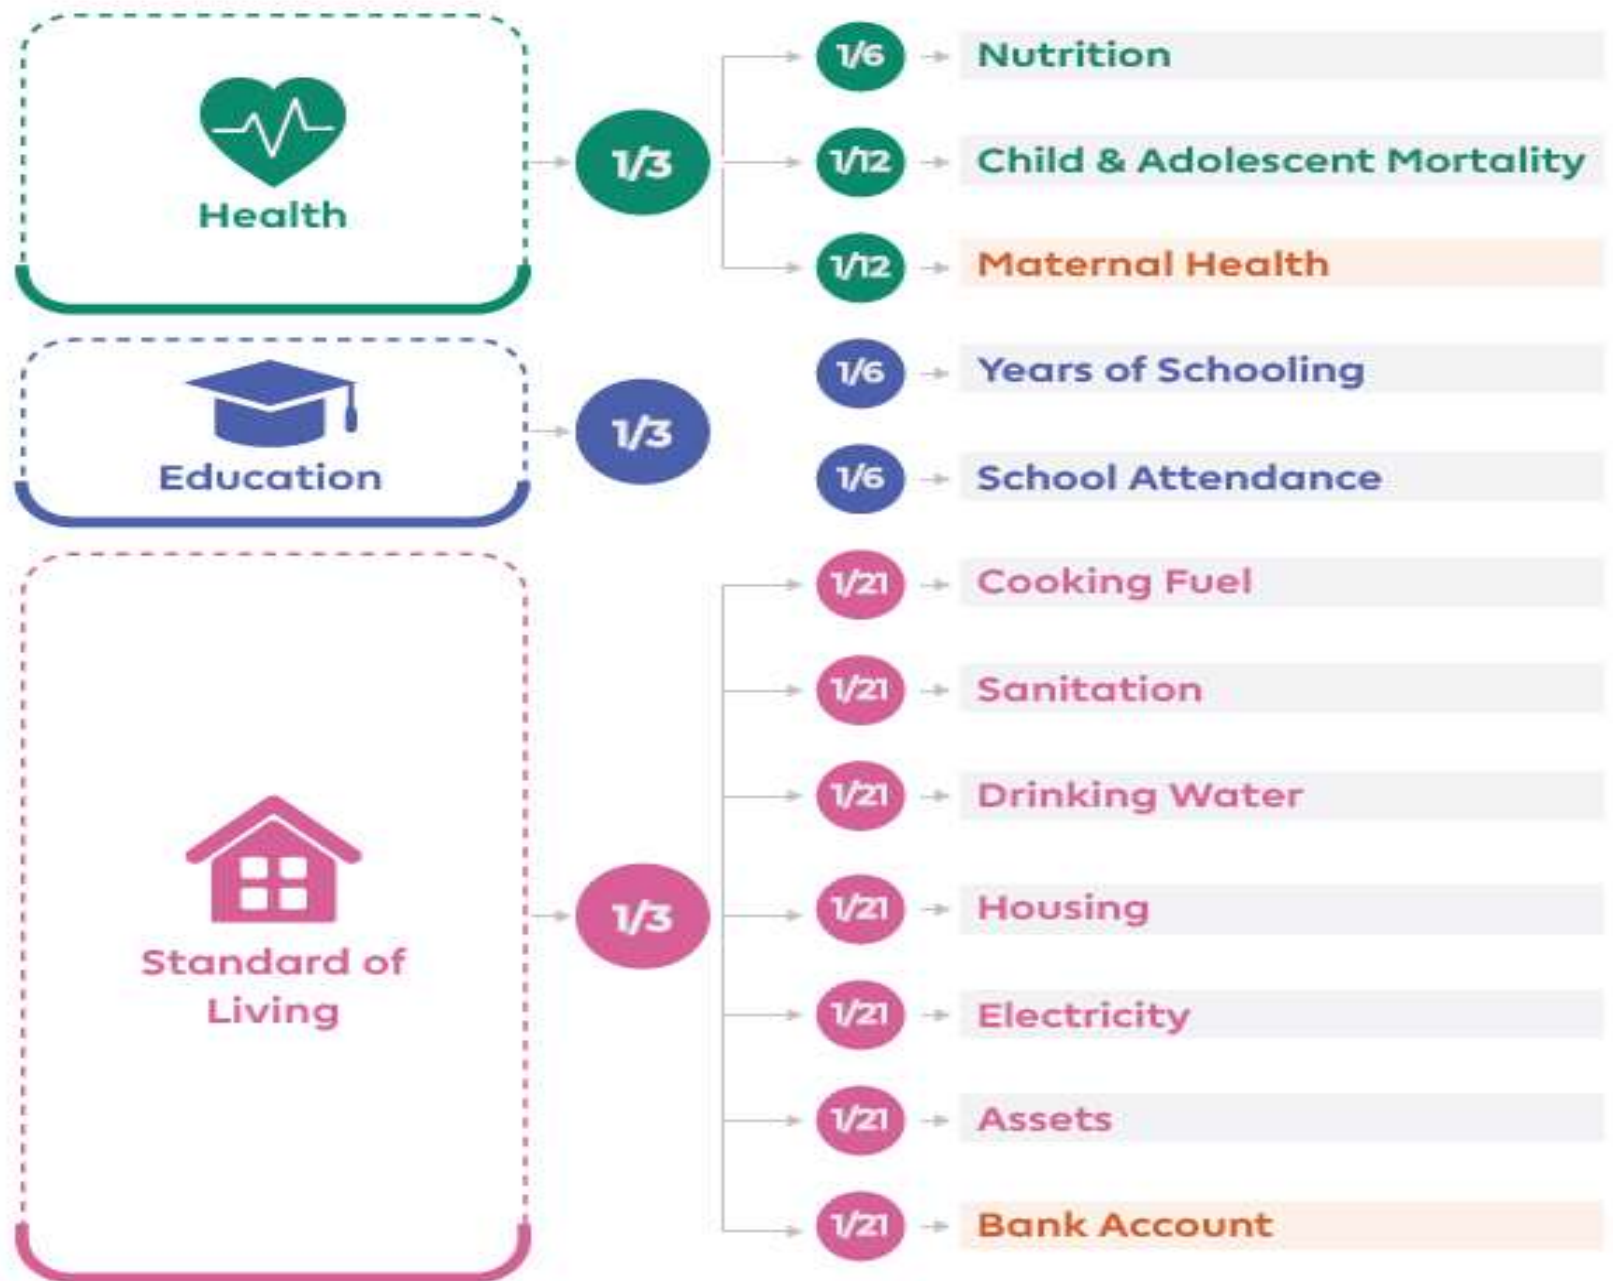 Health
1/3
1/6 Nutrition
1/12 Child & Adolescent Mortality
1/12 Maternal Health
Education
1/3
1/6 Years of Schooling
1/6 School Attendance
Standard of
Living
1/3
1/21 Cooking Fuel
1/21 Sanitation
1/21 Drinking Water
1/21 Housing
1/21 Electricity
1/21 Assets
1/21 Bank Account